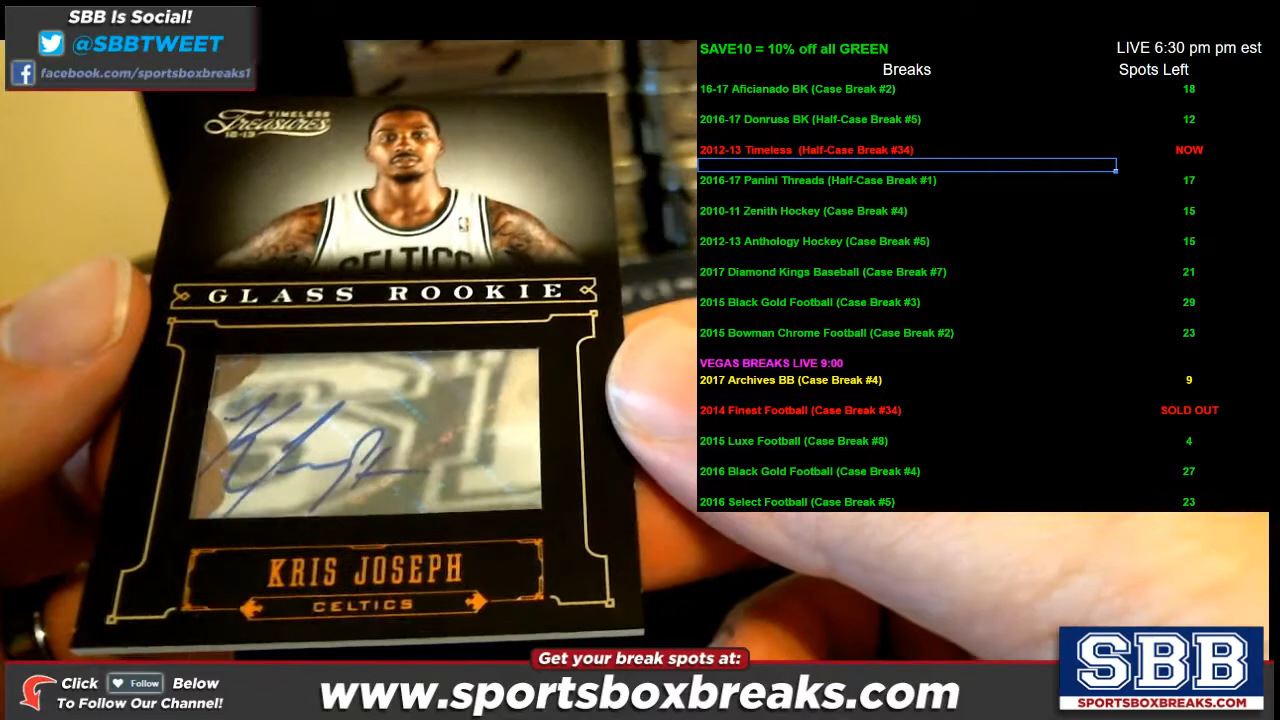 SBB Is Social!
@SBBTWEET
facebook.com/sportsboxbreaks1
SAVE10 = 10% off all GREEN
LIVE 6:30 pm pm est
Breaks Spots Left
16-17 Aficianado BK (Case Break #2) 18
2016-17 Donruss BK (Half-Case Break #5) 12
2012-13 Timeless (Half-Case Break #34) NOW
2016-17 Panini Threads (Half-Case Break #1) 17
2010-11 Zenith Hockey (Case Break #4) 15
2012-13 Anthology Hockey (Case Break #5) 15
2017 Diamond Kings Baseball (Case Break #7) 21
2015 Black Gold Football (Case Break #3) 29
2015 Bowman Chrome Football (Case Break #2) 23
VEGAS BREAKS LIVE 9:00
2017 Archives BB (Case Break #4) 9
2014 Finest Football (Case Break #34) SOLD OUT
2015 Luxe Football (Case Break #8) 4
2016 Black Gold Football (Case Break #4) 27
2016 Select Football (Case Break #5) 23
TIMELESS
Treasures
12-13
CELTICS
GLASS ROOKIE
KRIS JOSEPH
CELTICS
Get your break spots at:
Click Follow Below
To Follow Our Channel!
www.sportsboxbreaks.com
SBB
SPORTSBOXBREAKS.COM